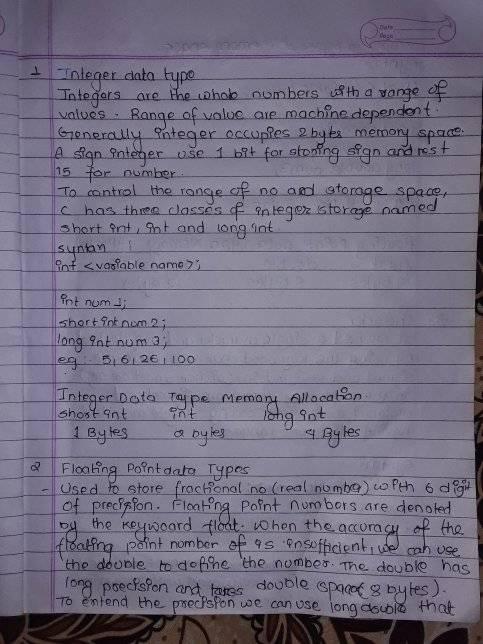 Date
Page
1 Integer data type
Integers are the whole numbers with a range of
values. Range of value are machine dependent.
Generally integer occupies 2 bytes memory space.
A sign integer use 1 bit for storing sign and rest
15 for number.
To control the range of no and storage space,
C has three classes of integer storage named
short int, int and long int
syntan
int <variable name>;
int num 1;
short int num 2;
long int num 3;
eg:- 5, 6, 26, 100
Integer Data Type Memory Allocation
short int int long int
1 Bytes 2 bytes 4 Bytes
2 Floating Point data Types
- Used to store fractional no (real number) with 6 digit
of precision. Floating Point numbers are denoted
by the keyword float. When the accuracy of the
floating point number of is insufficient, we can use
the double to define the number. The double has
long precision and takes double space (8 bytes).
To entend the precision we can use long double that